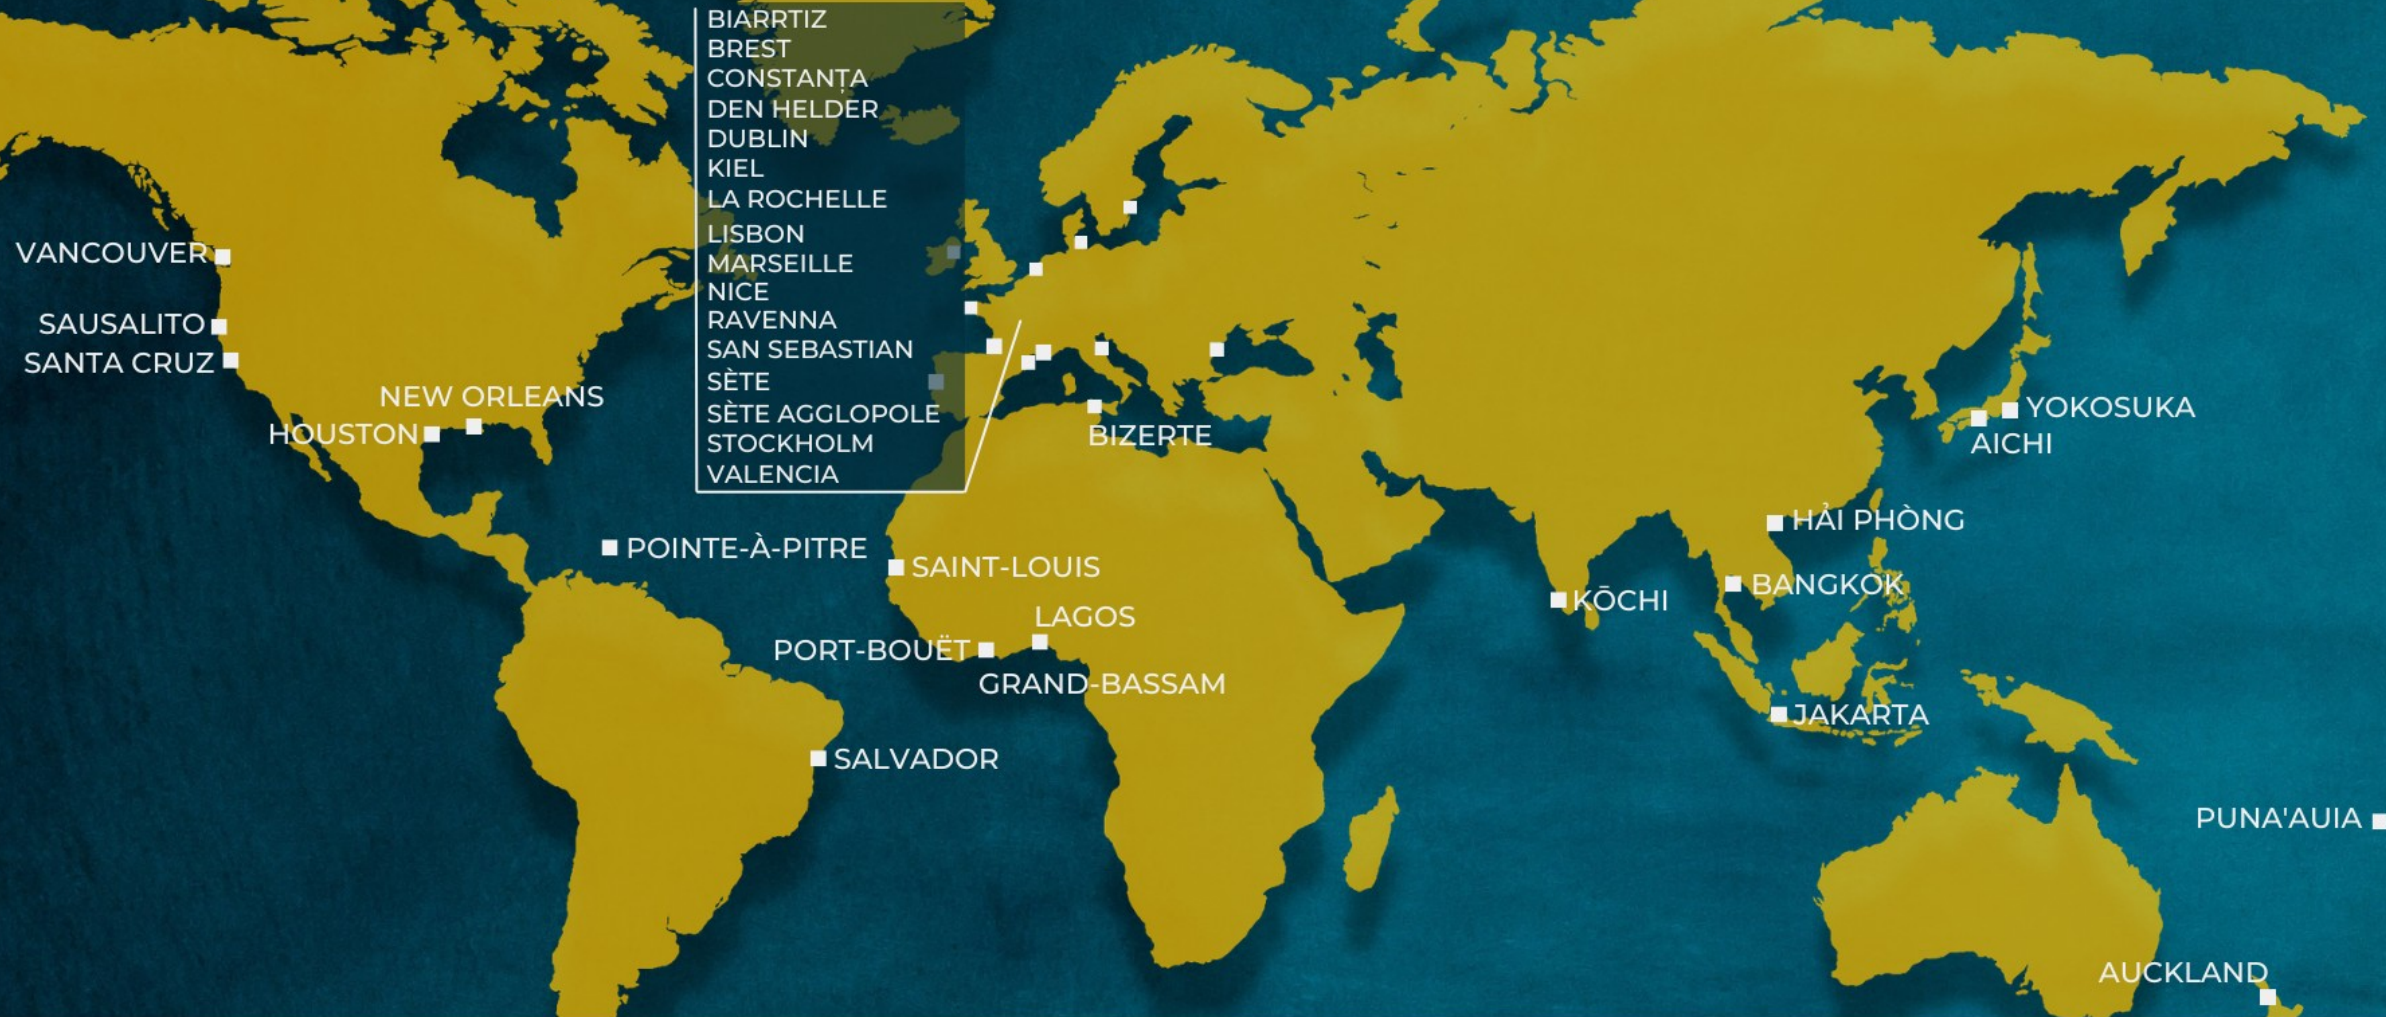 BIARRTIZ
BREST
CONSTANȚA
DEN HELDER
DUBLIN
KIEL
LA ROCHELLE
LISBON
MARSEILLE
NICE
RAVENNA
SAN SEBASTIAN
SÈTE
SÈTE AGGLOPOLE
STOCKHOLM
VALENCIA
VANCOUVER
SAUSALITO
SANTA CRUZ
NEW ORLEANS
HOUSTON
BIZERTE
YOKOSUKA
AICHI
POINTE-À-PITRE
SAINT-LOUIS
HẢI PHÒNG
BANGKOK
KŌCHI
LAGOS
PORT-BOUËT
GRAND-BASSAM
JAKARTA
SALVADOR
PUNA'AUIA
AUCKLAND